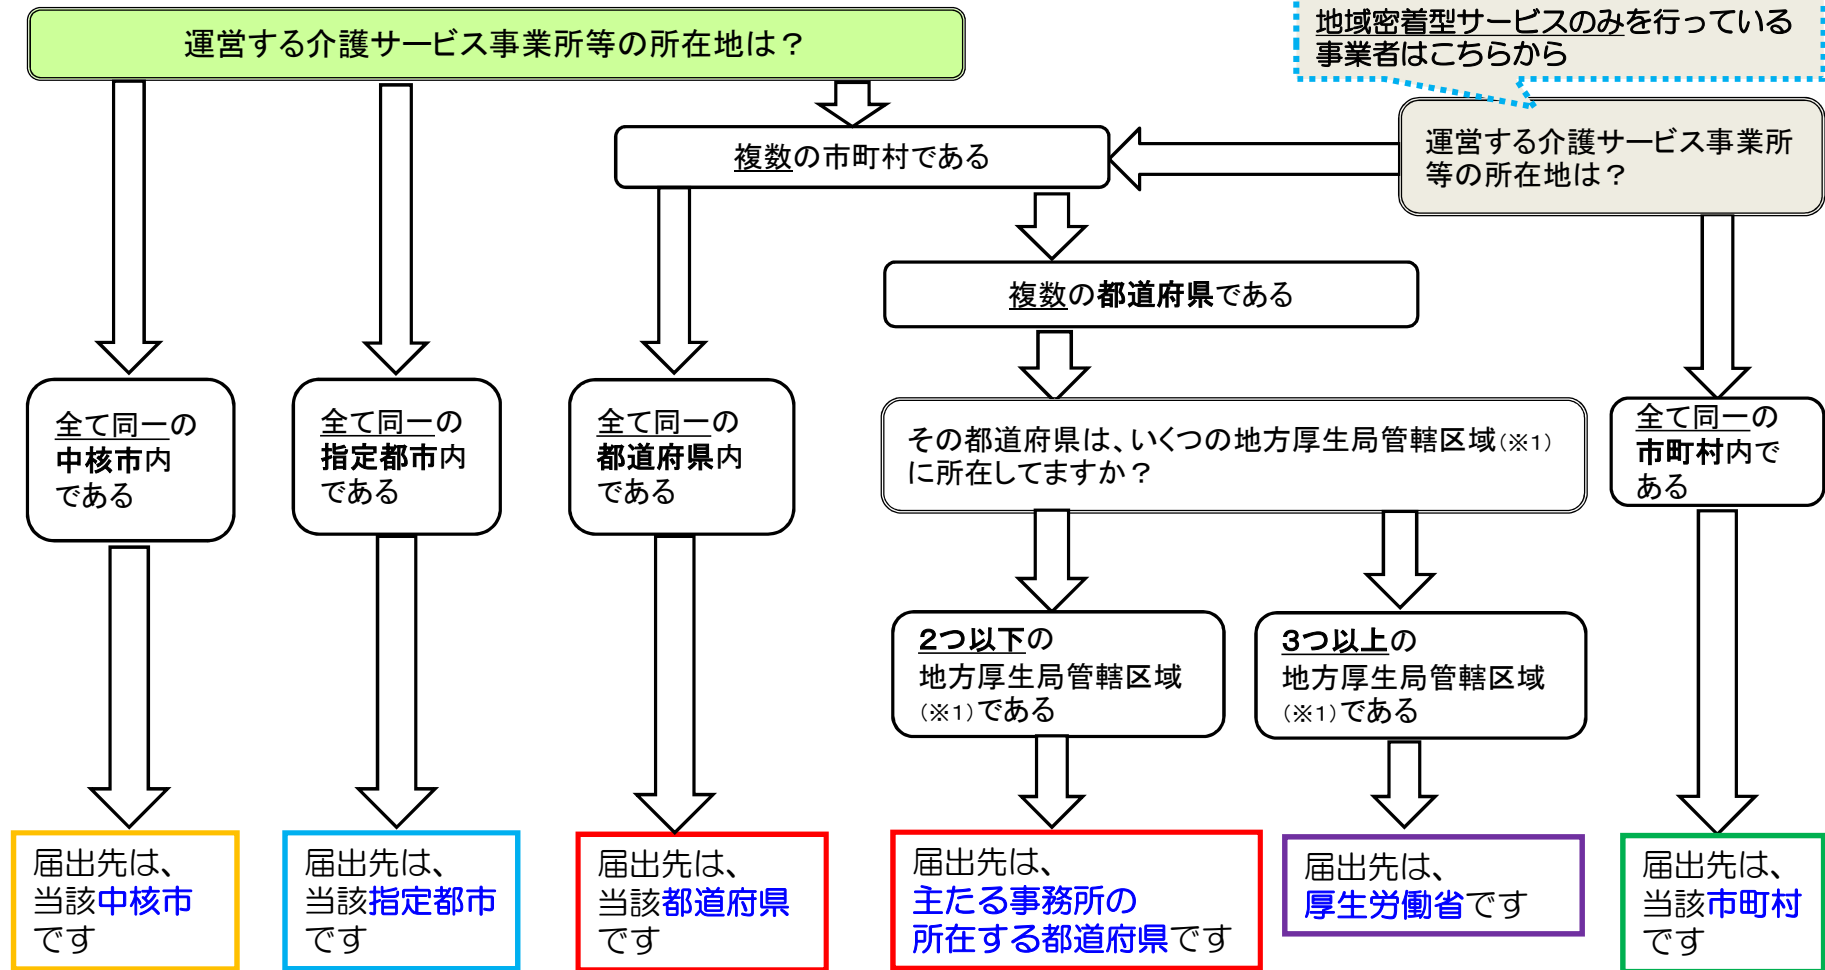 地域密着型サービスのみを行っている
事業者はこちらから
運営する介護サービス事業所等の所在地は？
運営する介護サービス事業所
等の所在地は？
複数の市町村である
複数の都道府県である
全て同一の
中核市内
である
全て同一の
指定都市内
である
全て同一の
都道府県内
である
その都道府県は、いくつの地方厚生局管轄区域(※1)
に所在してますか？
全て同一の
市町村内で
ある
2つ以下の
地方厚生局管轄区域
(※1)である
3つ以上の
地方厚生局管轄区域
(※1)である
届出先は、
当該中核市
です
届出先は、
当該指定都市
です
届出先は、
当該都道府県
です
届出先は、
主たる事務所の
所在する都道府県です
届出先は、
厚生労働省です
届出先は、
当該市町村
です